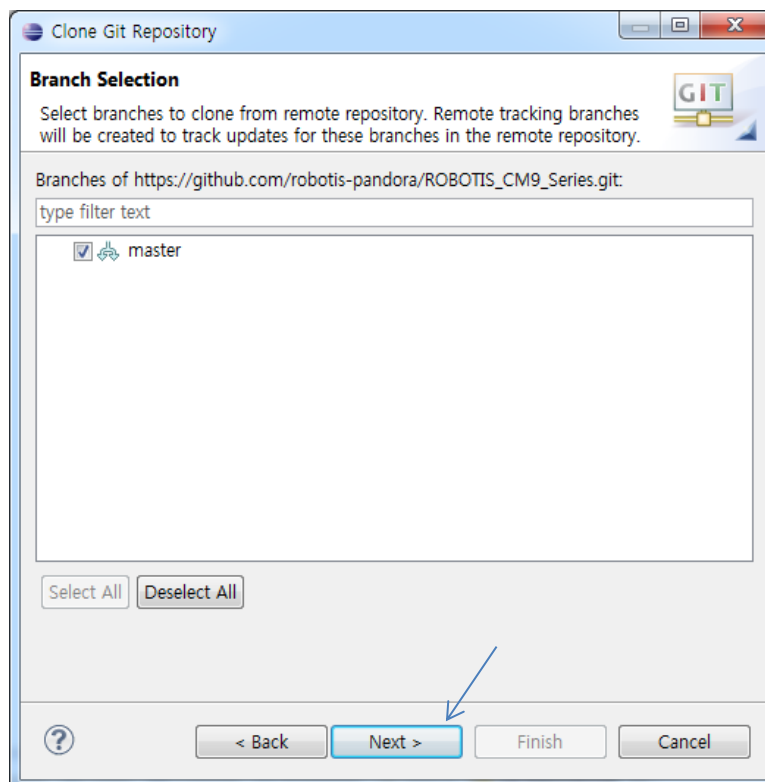 Clone Git Repository
Branch Selection
GIT
Select branches to clone from remote repository. Remote tracking branches
will be created to track updates for these branches in the remote repository.
Branches of https://github.com/robotis-pandora/ROBOTIS_CM9_Series.git:
type filter text
master
Select All Deselect All
? < Back Next > Finish Cancel